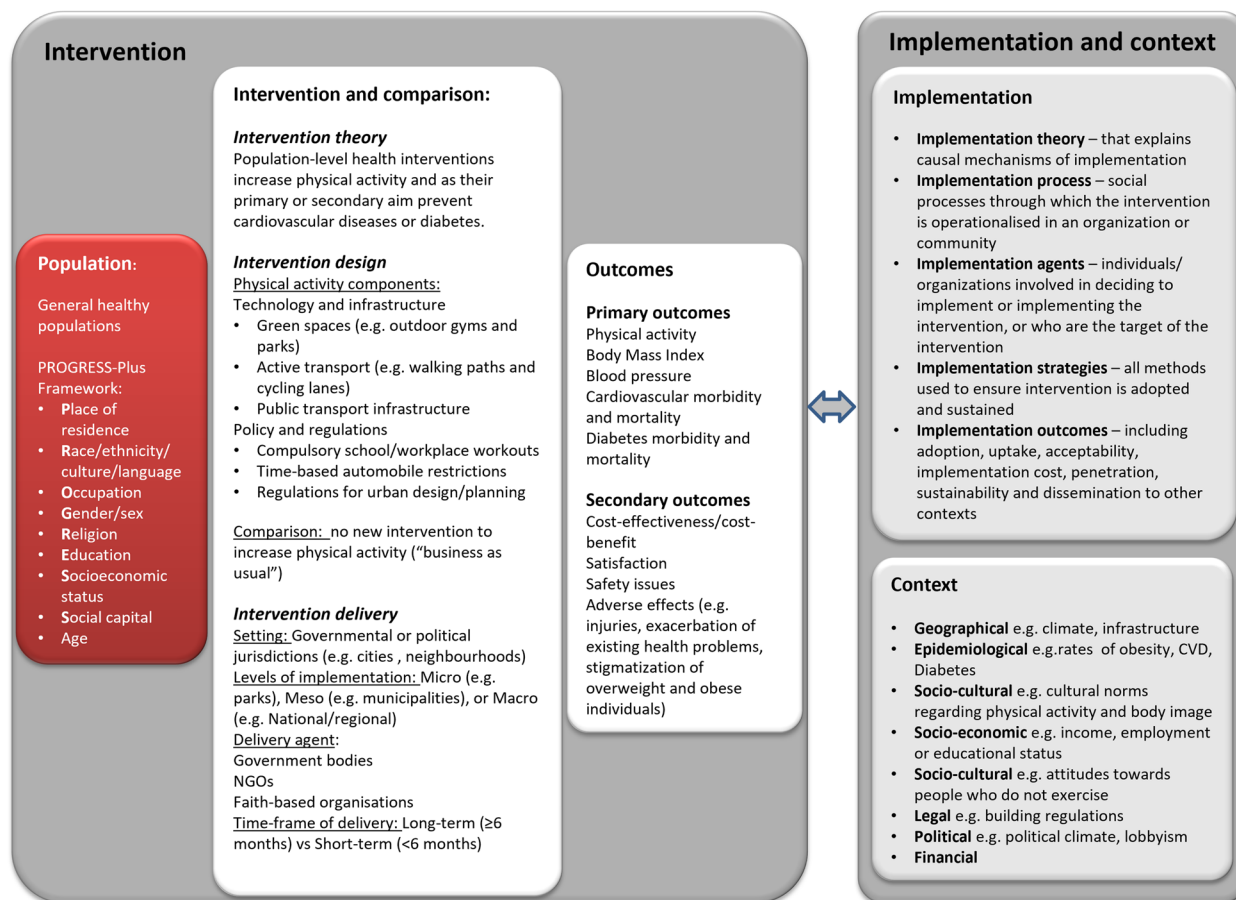 Intervention
Population:
General healthy
populations
PROGRESS-Plus
Framework:
• Place of
residence
• Race/ethnicity/
culture/language
• Occupation
• Gender/sex
• Religion
• Education
• Socioeconomic
status
• Social capital
• Age
Intervention and comparison:
Intervention theory
Population-level health interventions
increase physical activity and as their
primary or secondary aim prevent
cardiovascular diseases or diabetes.
Intervention design
Physical activity components:
Technology and infrastructure
• Green spaces (e.g. outdoor gyms and
parks)
• Active transport (e.g. walking paths and
cycling lanes)
• Public transport infrastructure
Policy and regulations
• Compulsory school/workplace workouts
• Time-based automobile restrictions
• Regulations for urban design/planning
Comparison: no new intervention to
increase physical activity (“business as
usual”)
Intervention delivery
Setting: Governmental or political
jurisdictions (e.g. cities , neighbourhoods)
Levels of implementation: Micro (e.g.
parks), Meso (e.g. municipalities), or Macro
(e.g. National/regional)
Delivery agent:
Government bodies
NGOs
Faith-based organisations
Time-frame of delivery: Long-term (≥6
months) vs Short-term (<6 months)
Outcomes
Primary outcomes
Physical activity
Body Mass Index
Blood pressure
Cardiovascular morbidity
and mortality
Diabetes morbidity and
mortality
Secondary outcomes
Cost-effectiveness/cost-
benefit
Satisfaction
Safety issues
Adverse effects (e.g.
injuries, exacerbation of
existing health problems,
stigmatization of
overweight and obese
individuals)
Implementation and context
Implementation
• Implementation theory – that explains
causal mechanisms of implementation
• Implementation process – social
processes through which the intervention
is operationalised in an organization or
community
• Implementation agents – individuals/
organizations involved in deciding to
implement or implementing the
intervention, or who are the target of the
intervention
• Implementation strategies – all methods
used to ensure intervention is adopted
and sustained
• Implementation outcomes – including
adoption, uptake, acceptability,
implementation cost, penetration,
sustainability and dissemination to other
contexts
Context
• Geographical e.g. climate, infrastructure
• Epidemiological e.g.rates of obesity, CVD,
Diabetes
• Socio-cultural e.g. cultural norms
regarding physical activity and body image
• Socio-economic e.g. income, employment
or educational status
• Socio-cultural e.g. attitudes towards
people who do not exercise
• Legal e.g. building regulations
• Political e.g. political climate, lobbyism
• Financial